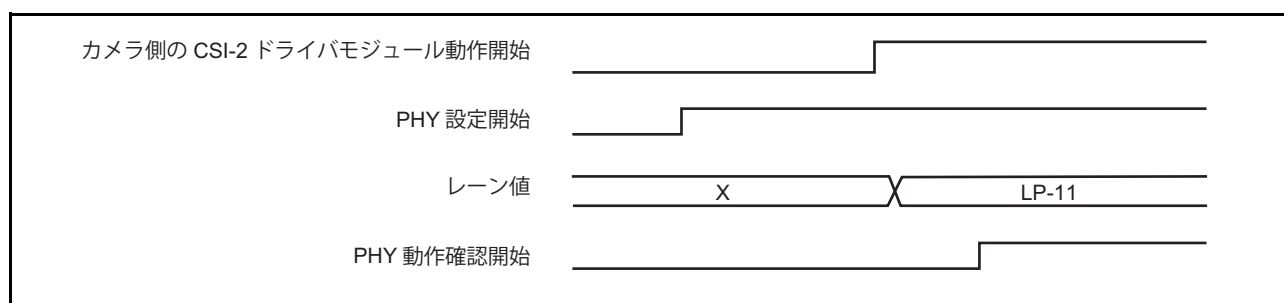 カメラ側の CSI-2 ドライバモジュール動作開始
PHY 設定開始
レーン値
X
LP-11
PHY 動作確認開始